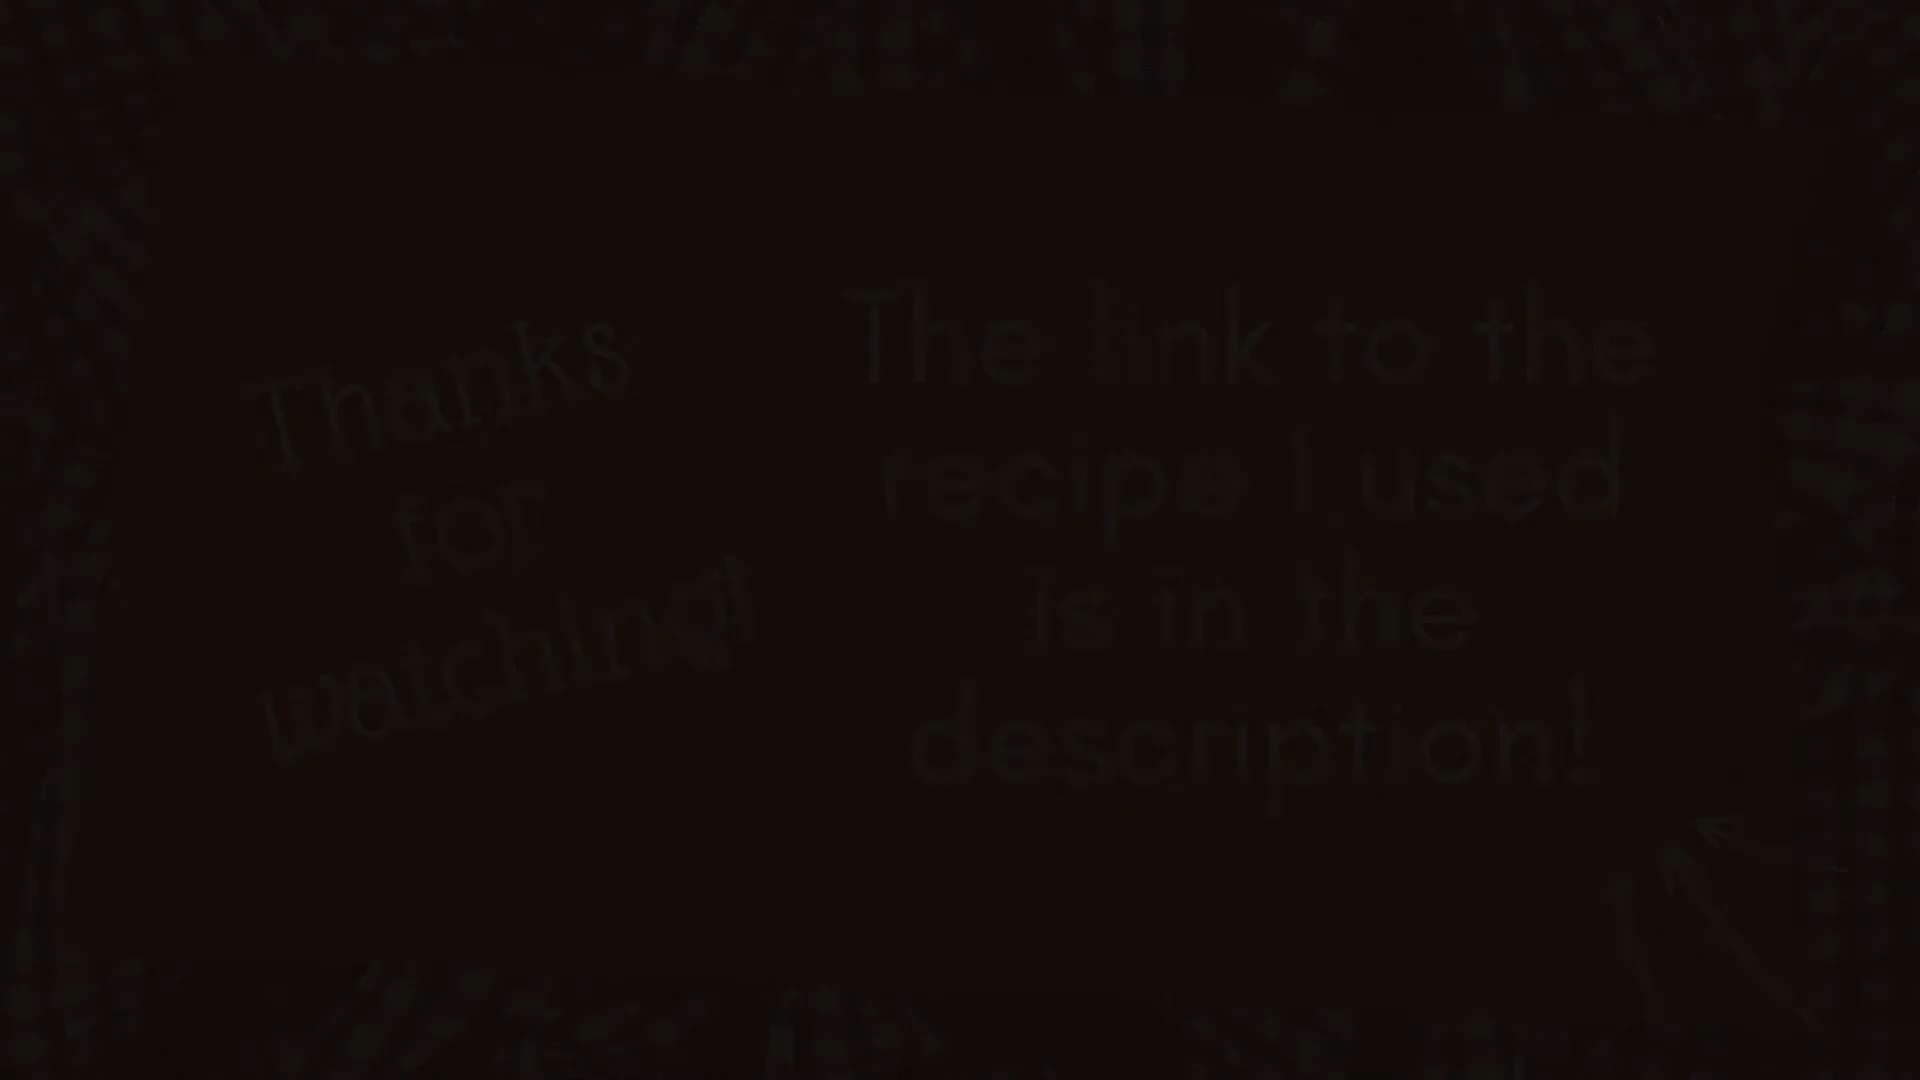 Thanks
for
watching!
The link to the
recipe I used
is in the
description!